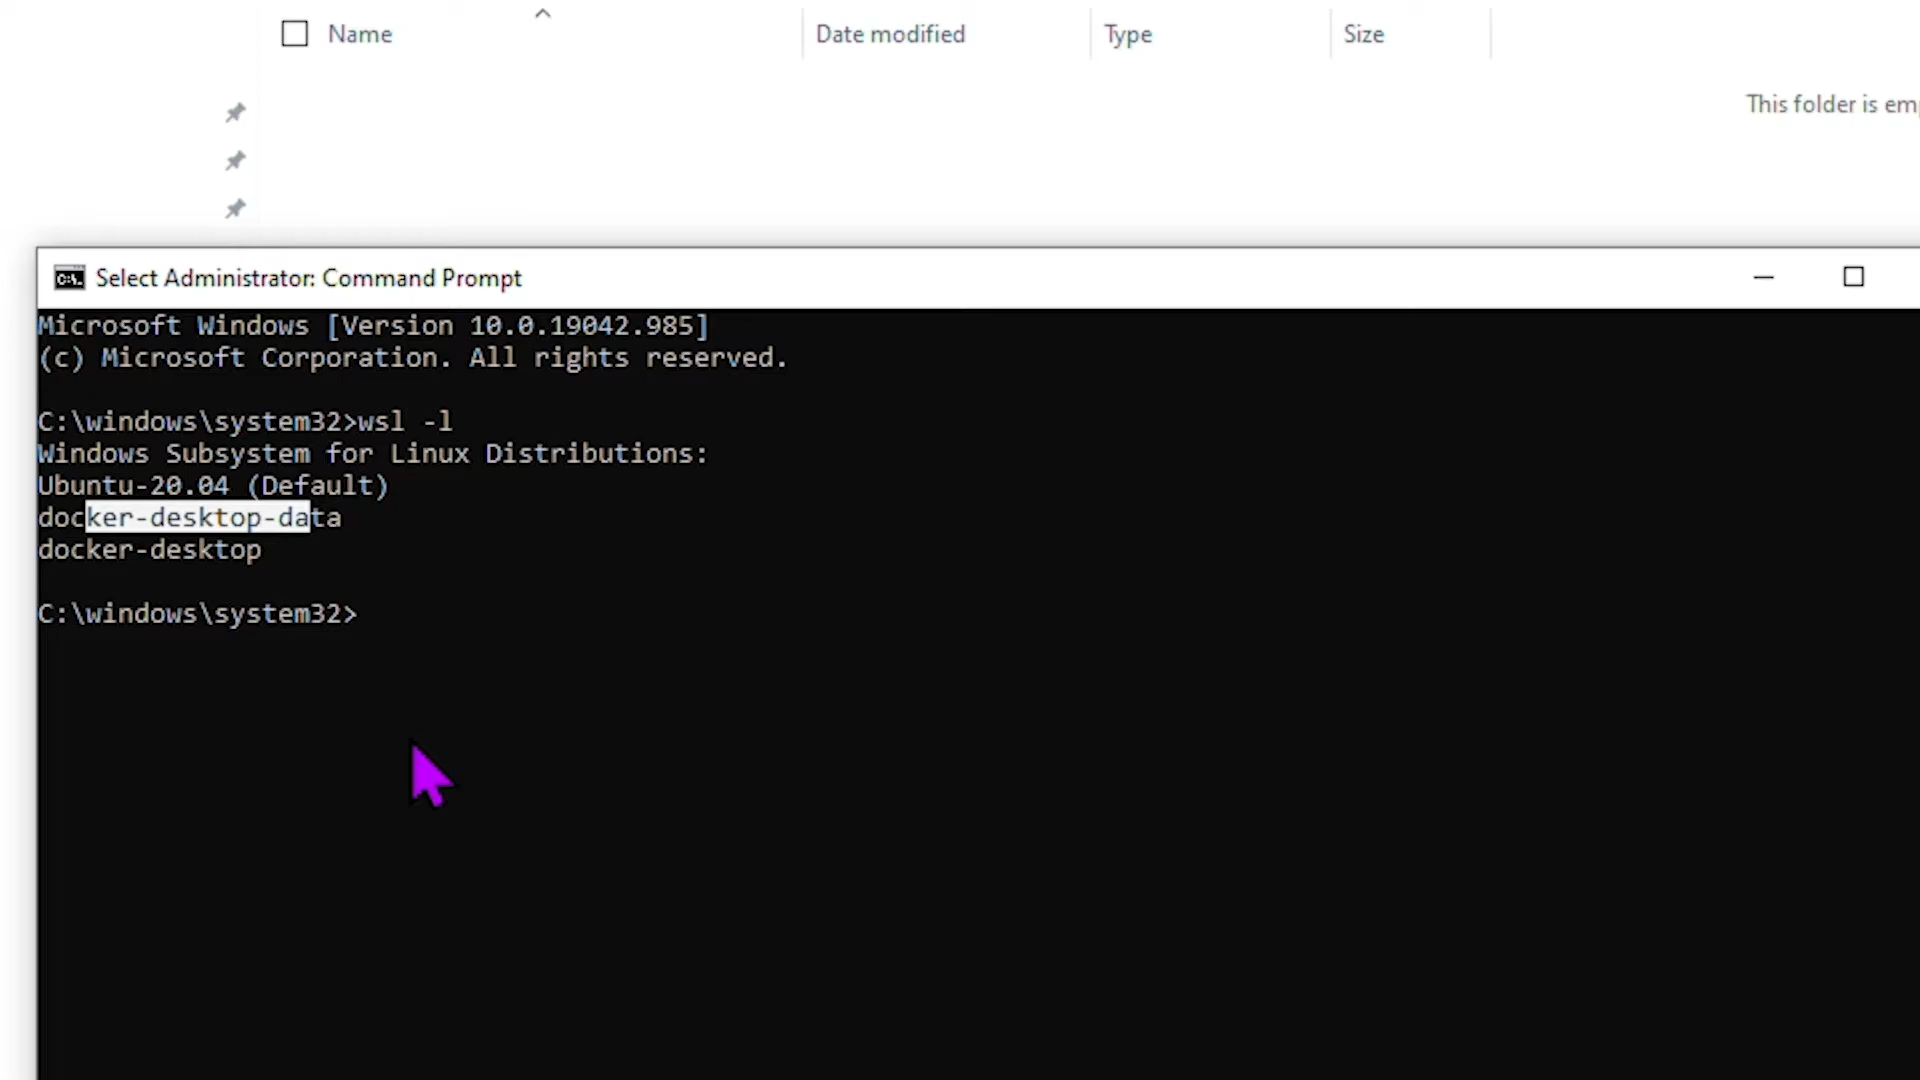 Name Date modified Type Size
This folder is emp
Select Administrator: Command Prompt
Microsoft Windows [Version 10.0.19042.985]
(c) Microsoft Corporation. All rights reserved.
C:\windows\system32>wsl -l
Windows Subsystem for Linux Distributions:
Ubuntu-20.04 (Default)
docker-desktop-data
docker-desktop
C:\windows\system32>